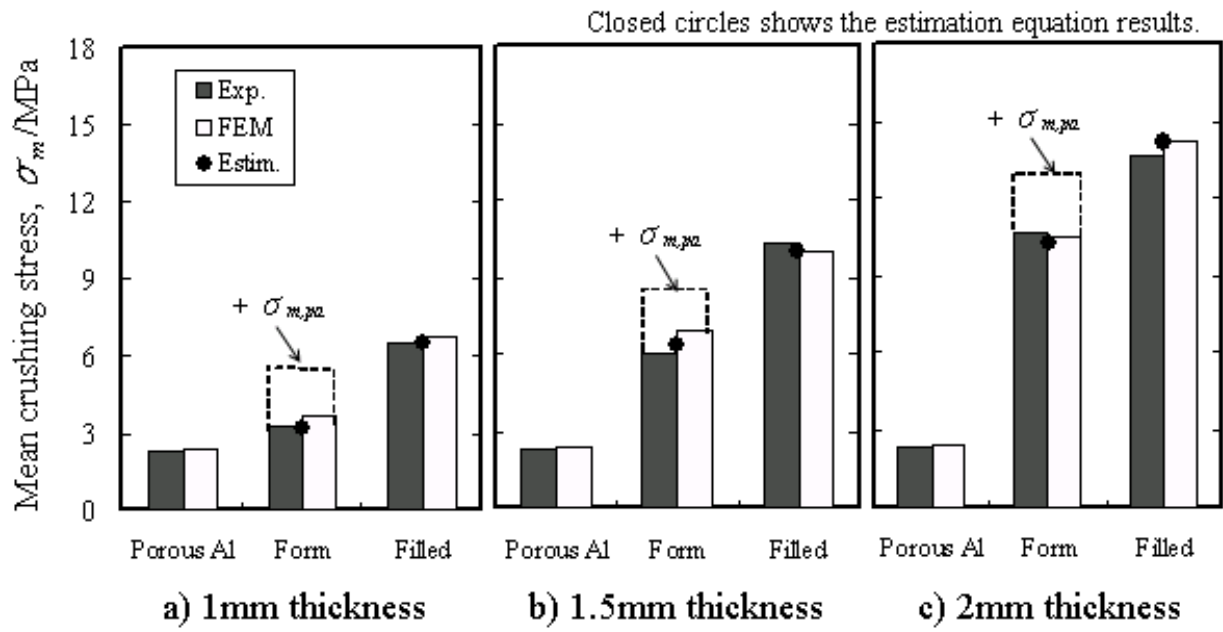 Closed circles shows the estimation equation results.
Mean crushing stress, σm/MPa
18
15
12
9
6
3
0
Exp.
FEM
Estim.
+ σm,pa
+ σm,pa
+ σm,pa
Porous Al Form Filled
Porous Al Form Filled
Porous Al Form Filled
a) 1mm thickness
b) 1.5mm thickness
c) 2mm thickness